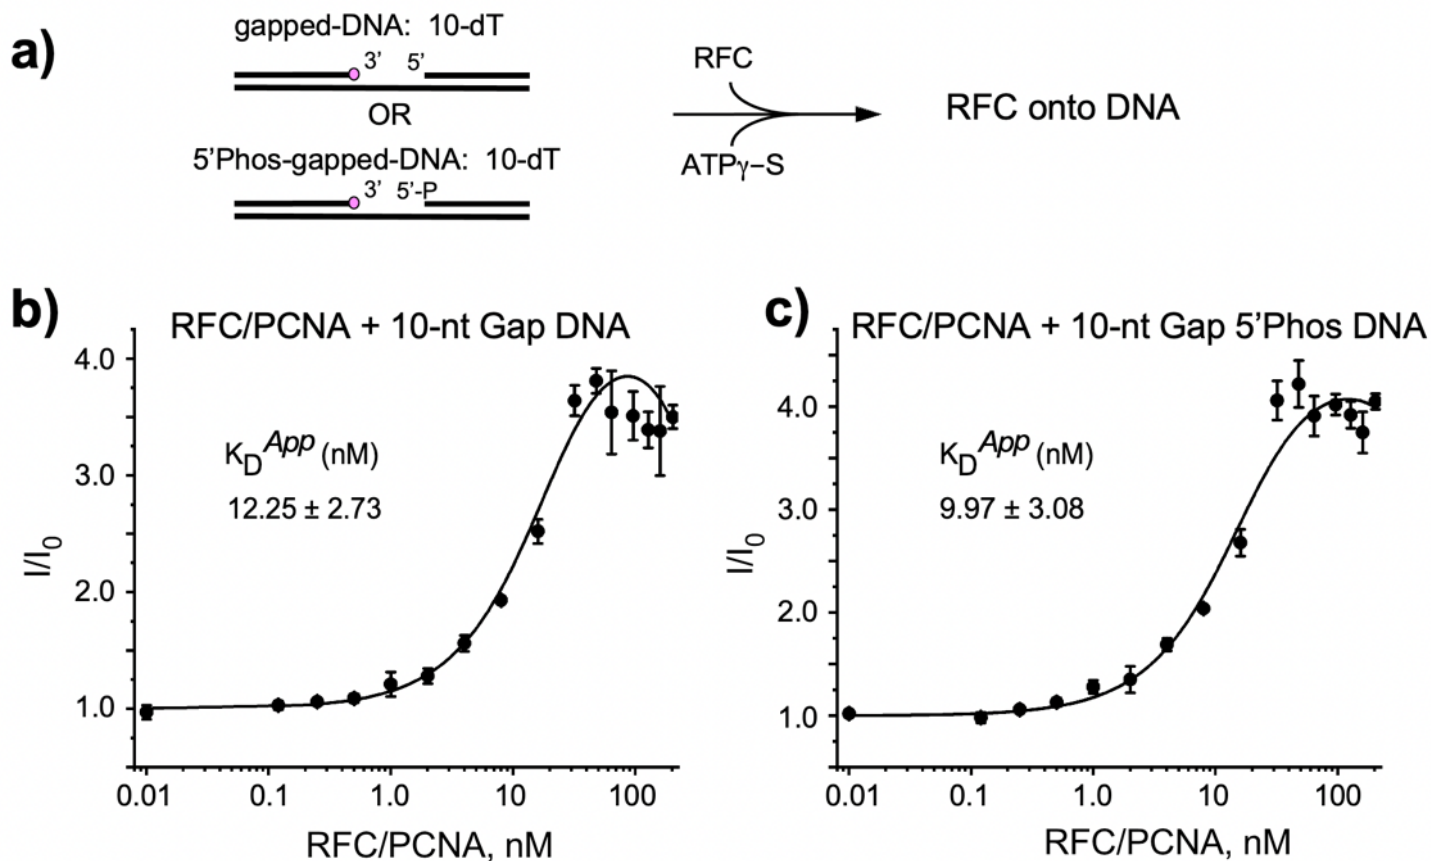 a)
gapped-DNA: 10-dT
3' 5'
OR
5'Phos-gapped-DNA: 10-dT
3' 5'-P
RFC
ATPγ–S
RFC onto DNA
b)
RFC/PCNA + 10-nt Gap DNA
4.0
3.0
2.0
1.0
I/I0
KD App (nM)
12.25 ± 2.73
0.01 0.1 1.0 10 100
RFC/PCNA, nM
c)
RFC/PCNA + 10-nt Gap 5'Phos DNA
4.0
3.0
2.0
1.0
I/I0
KD App (nM)
9.97 ± 3.08
0.01 0.1 1.0 10 100
RFC/PCNA, nM